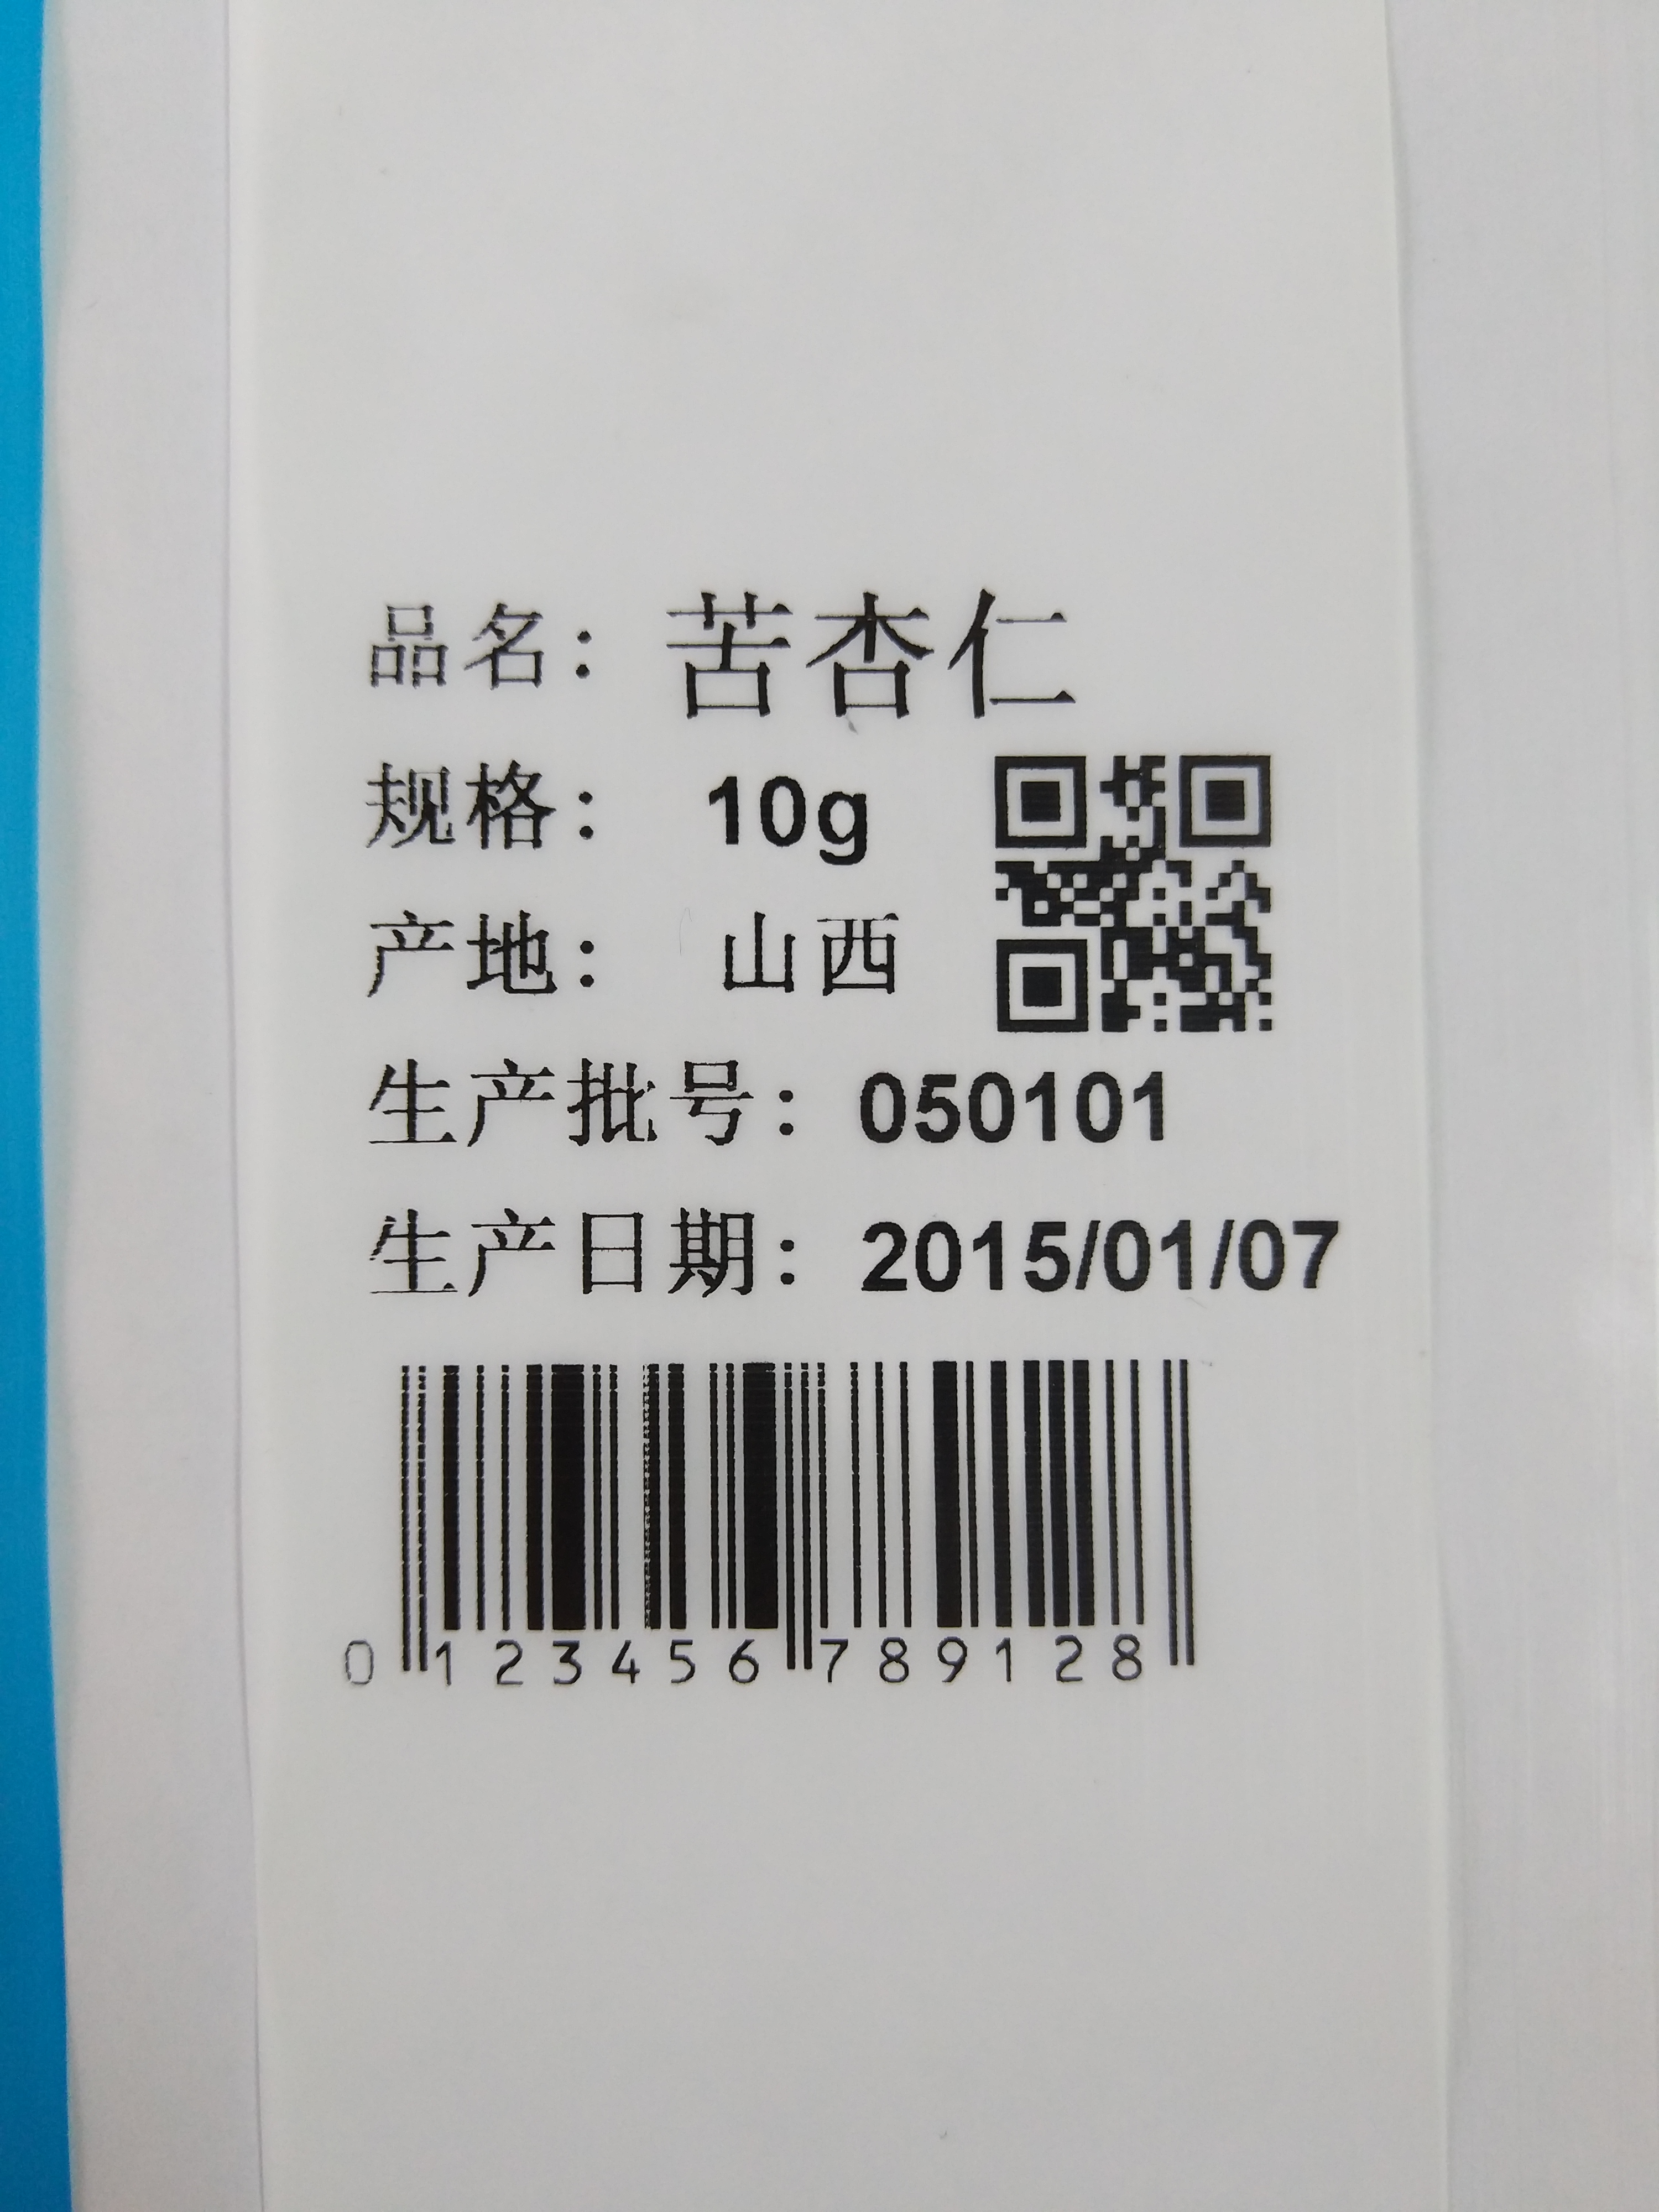 品名：苦杏仁
规格： 10g
产地： 山西
生产批号：050101
生产日期：2015/01/07
0 123456 789128